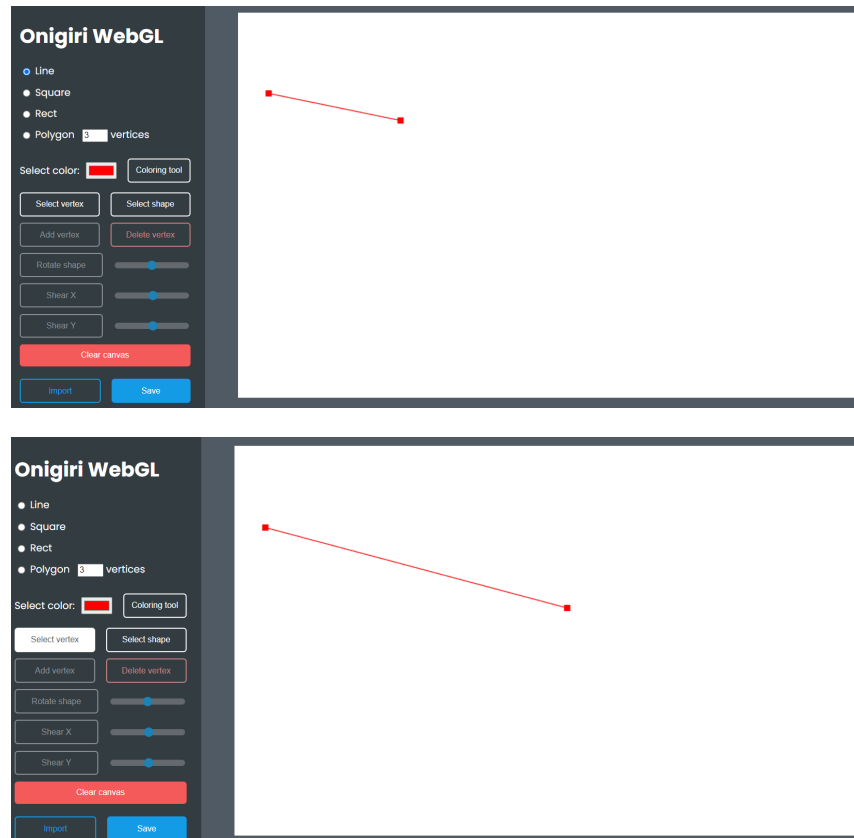 Onigiri WebGL
Line
Square
Rect
Polygon 3 vertices
Select color: Coloring tool
Select vertex Select shape
Add vertex Delete vertex
Rotate shape
Shear X
Shear Y
Clear canvas
Import Save
Onigiri WebGL
Line
Square
Rect
Polygon 3 vertices
Select color: Coloring tool
Select vertex Select shape
Add vertex Delete vertex
Rotate shape
Shear X
Shear Y
Clear canvas
Import Save